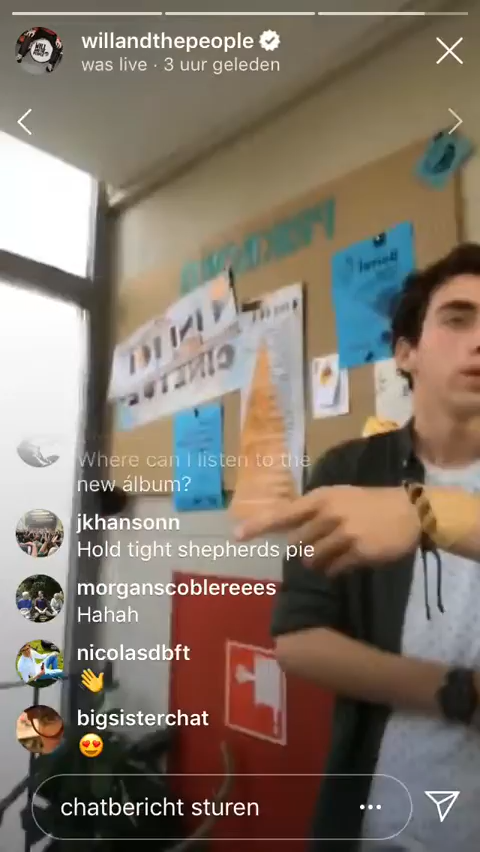 willandthepeople
was live · 3 uur geleden
Where can I listen to the
new álbum?
jkhansonn
Hold tight shepherds pie
morganscoblereees
Hahah
nicolasdbft
👋
bigsisterchat
😍
chatbericht sturen